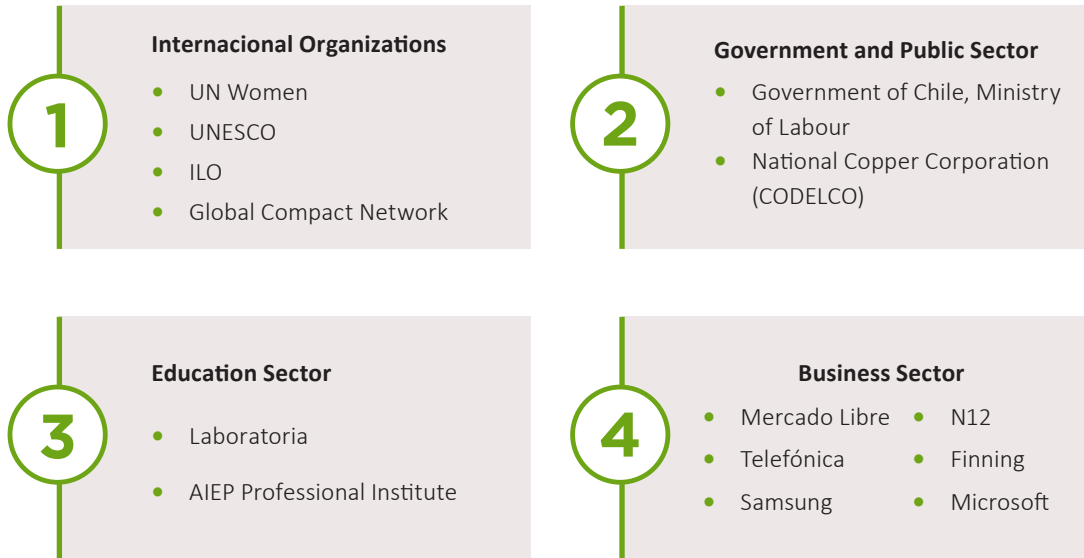 1
Internacional Organizations
• UN Women
• UNESCO
• ILO
• Global Compact Network
2
Government and Public Sector
• Government of Chile, Ministry
of Labour
• National Copper Corporation
(CODELCO)
3
Education Sector
• Laboratoria
• AIEP Professional Institute
4
Business Sector
• Mercado Libre
• Telefónica
• Samsung
• N12
• Finning
• Microsoft